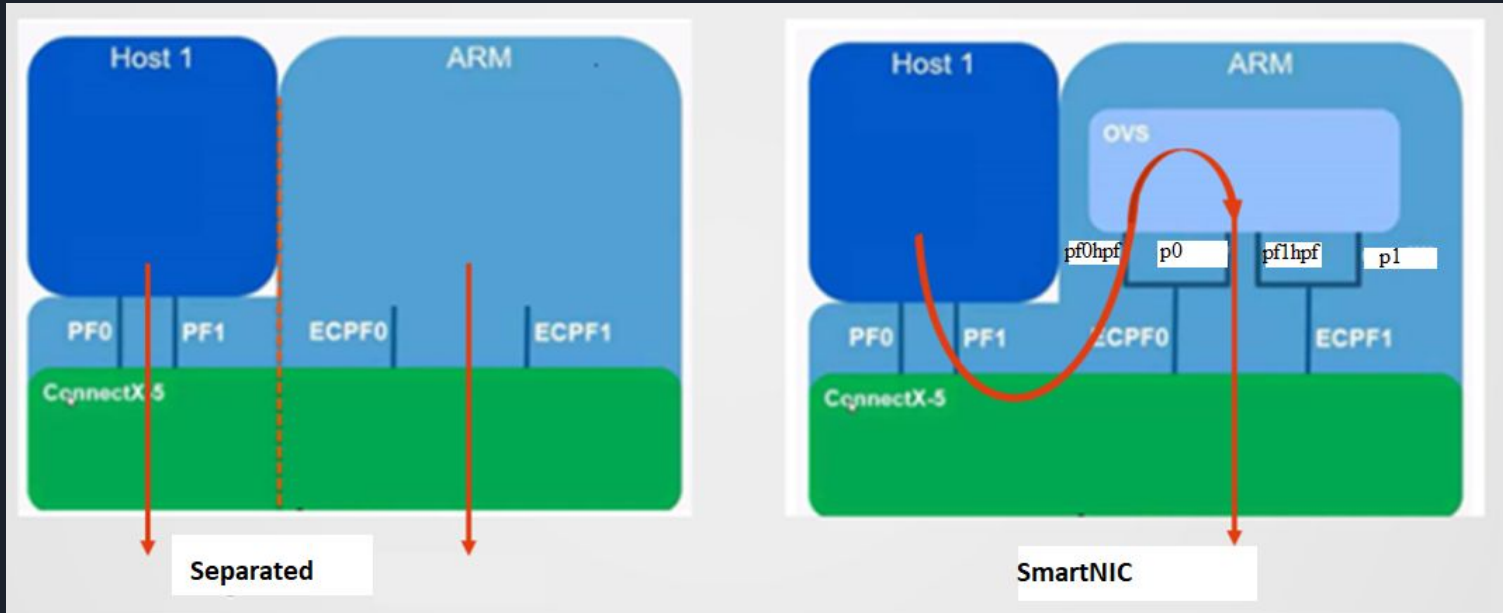 Host 1
ARM
PF0
PF1
ECPF0
ECPF1
ConnectX-5
Separated
Host 1
ARM
OVS
pf0hpf
p0
pf1hpf
p1
PF0
PF1
ECPF0
ECPF1
ConnectX-5
SmartNIC